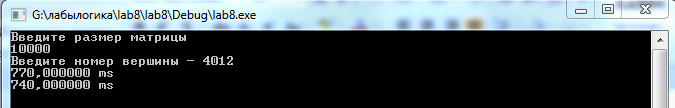 G:\лабылогика\lab8\lab8\Debug\lab8.exe
Введите размер матрицы
10000
Введите номер вершины - 4012
770,000000 ms
740,000000 ms